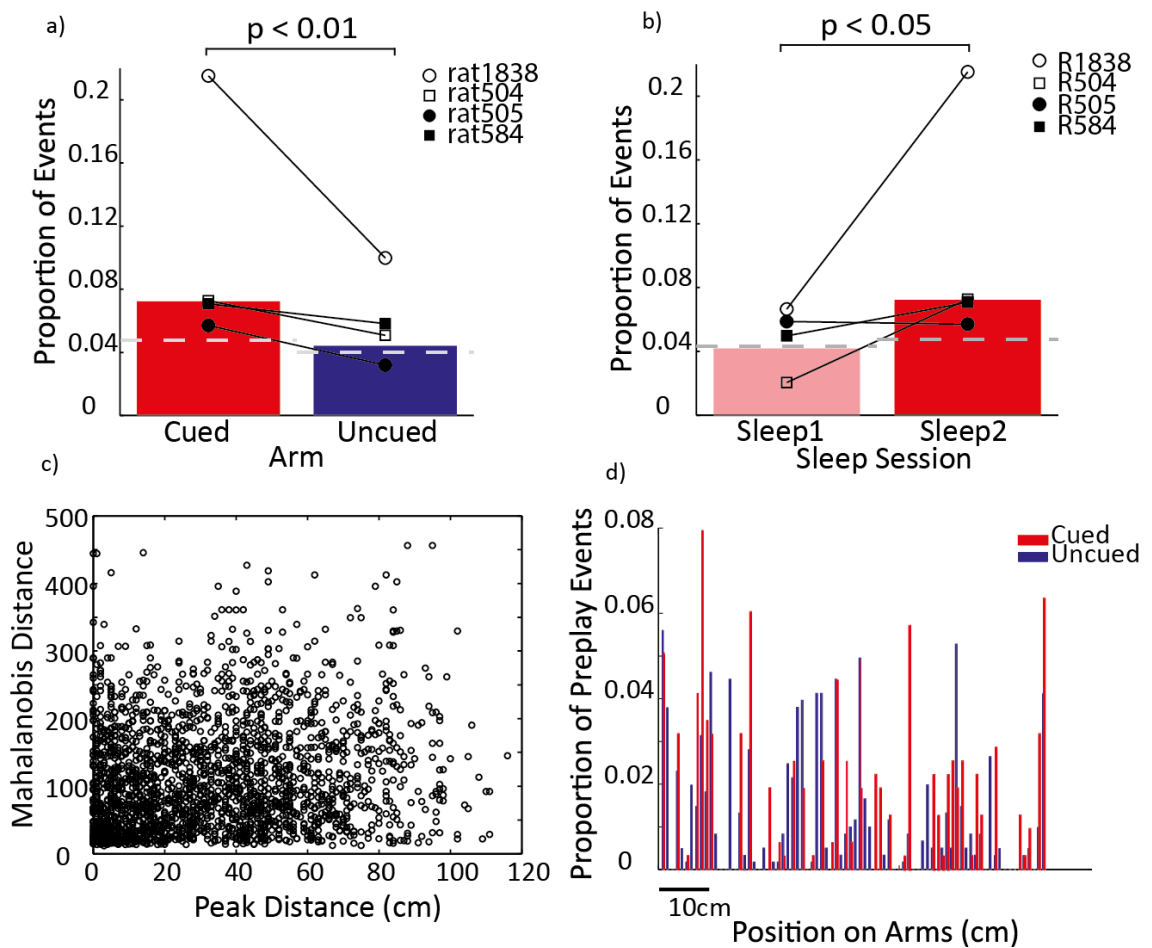 a)
p < 0.01
rat1838
rat504
rat505
rat584
Proportion of Events
0.2
0.16
0.12
0.08
0.04
0
Cued
Uncued
Arm
b)
p < 0.05
R1838
R504
R505
R584
Proportion of Events
0.2
0.16
0.12
0.08
0.04
0
Sleep1
Sleep2
Sleep Session
c)
Mahalanobis Distance
500
400
300
200
100
0
0 20 40 60 80 100 120
Peak Distance (cm)
d)
Proportion of Preplay Events
0.08
0.06
0.04
0.02
0
Cued
Uncued
10cm
Position on Arms (cm)